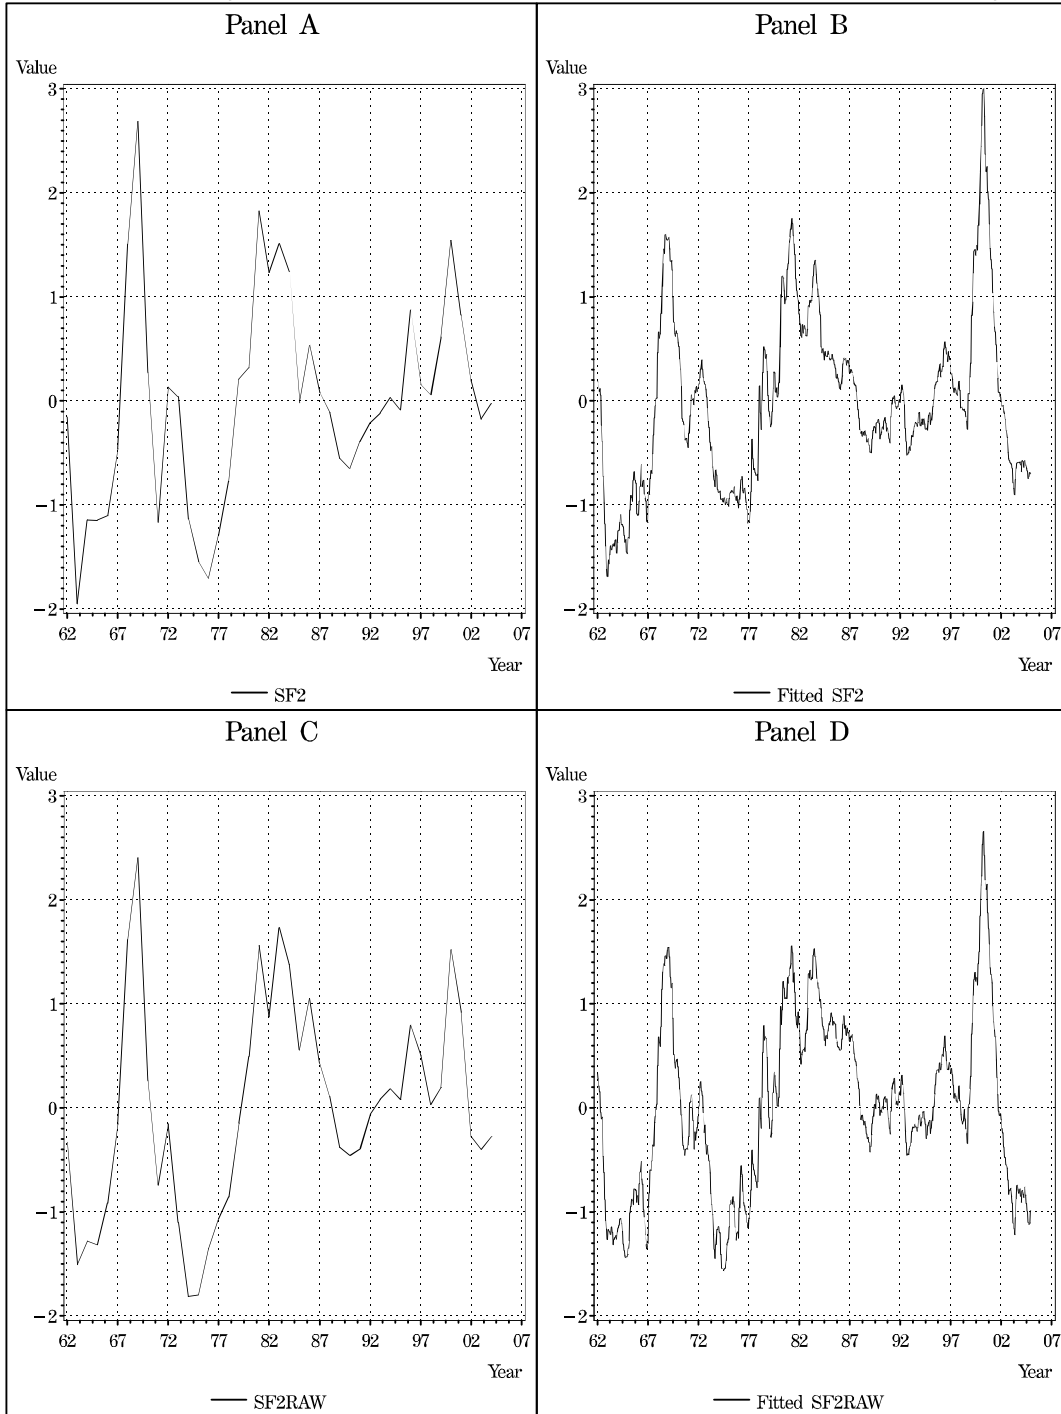 Panel A
Value
3
2
1
0
−1
−2
62 67 72 77 82 87 92 97 02 07
Year
SF2
Panel B
Value
3
2
1
0
−1
−2
62 67 72 77 82 87 92 97 02 07
Year
Fitted SF2
Panel C
Value
3
2
1
0
−1
−2
62 67 72 77 82 87 92 97 02 07
Year
SF2RAW
Panel D
Value
3
2
1
0
−1
−2
62 67 72 77 82 87 92 97 02 07
Year
Fitted SF2RAW